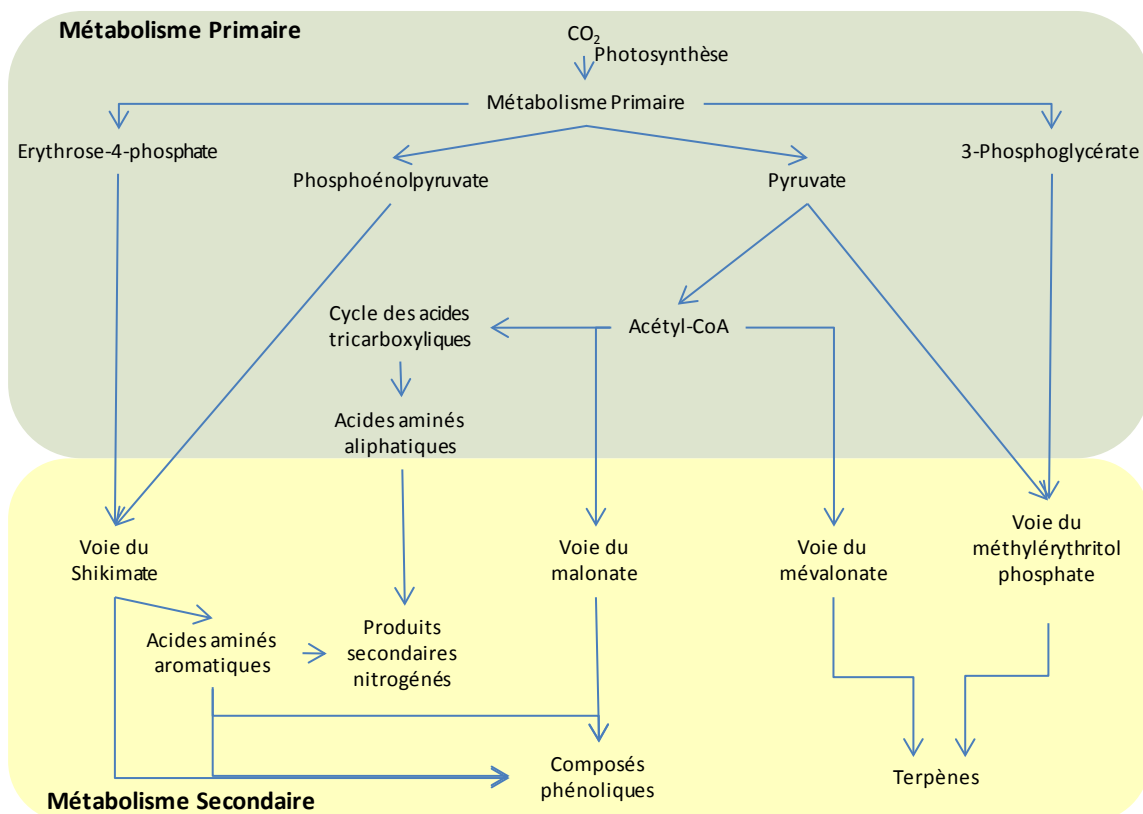 Métabolisme Primaire
CO2
Photosynthèse
Métabolisme Primaire
Erythrose-4-phosphate
Phosphoénolpyruvate
Pyruvate
3-Phosphoglycérate
Cycle des acides
tricarboxyliques
Acétyl-CoA
Acides aminés
aliphatiques
Voie du
Shikimate
Voie du
malonate
Voie du
mévalonate
Voie du
méthylérythritol
phosphate
Acides aminés
aromatiques
Produits
secondaires
nitrogénés
Composés
phénoliques
Terpènes
Métabolisme Secondaire